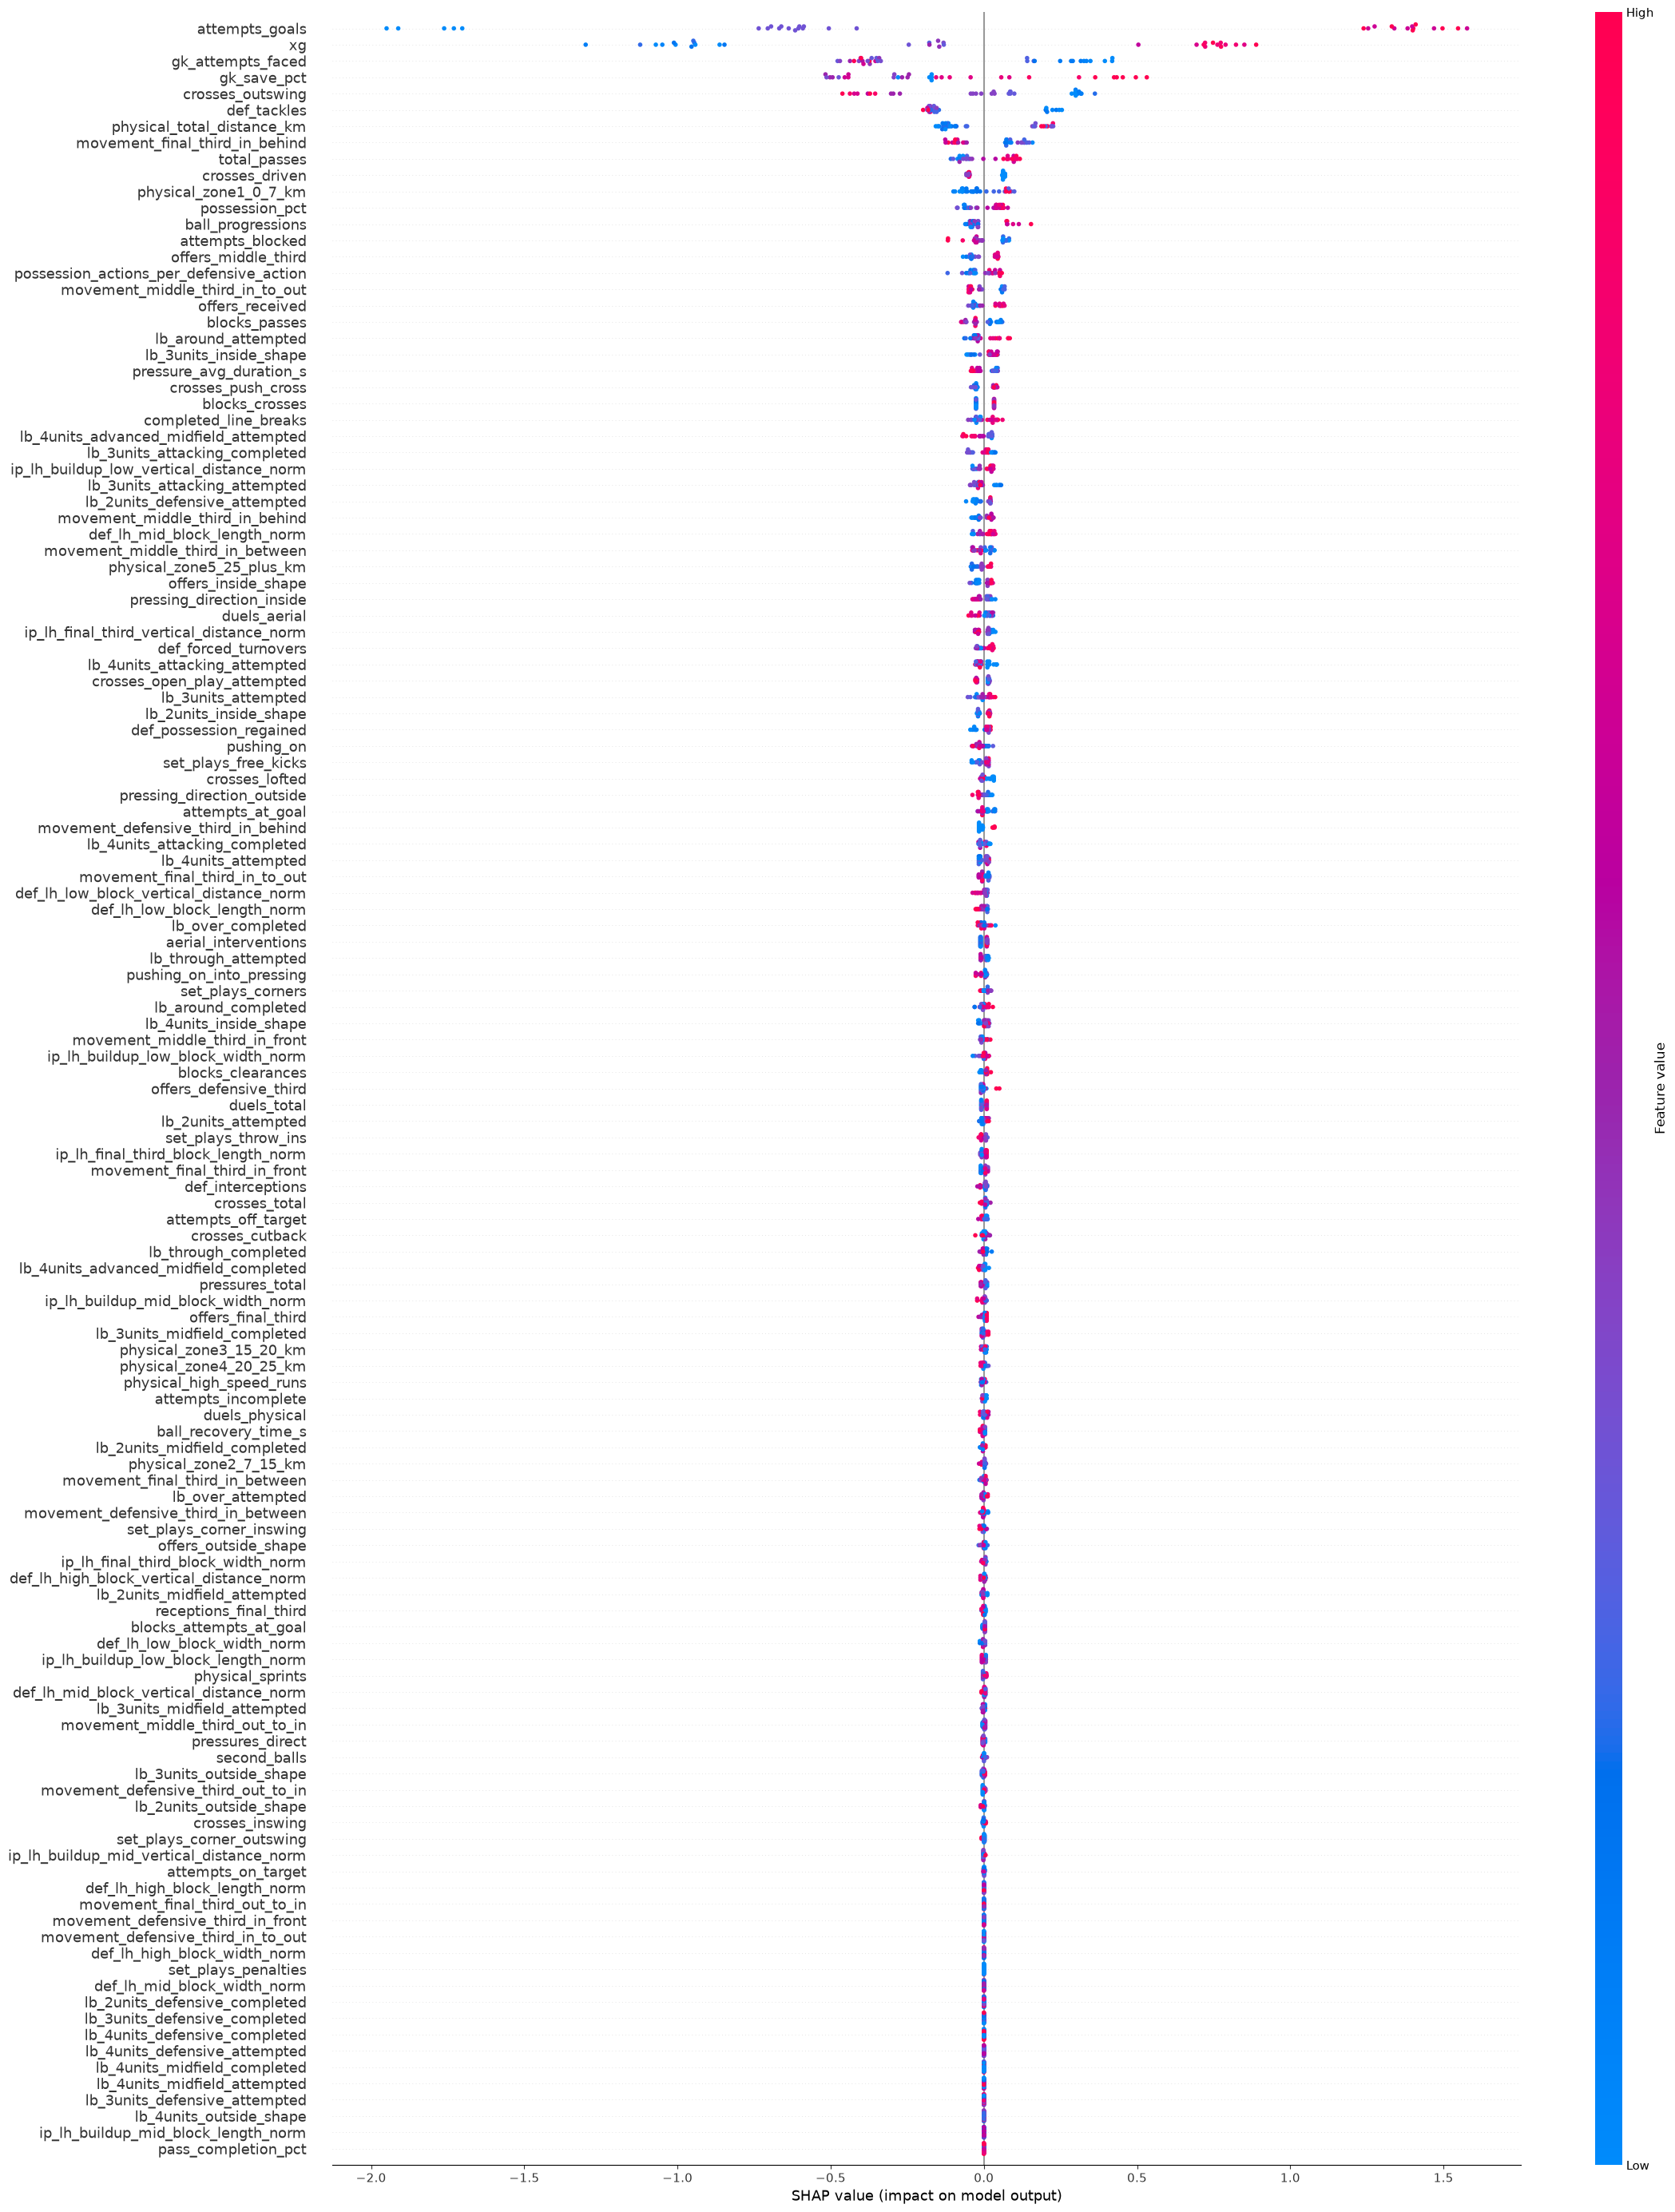 High
attempts_goals
xg
gk_attempts_faced
gk_save_pct
crosses_outswing
def_tackles
physical_total_distance_km
movement_final_third_in_behind
total_passes
crosses_driven
physical_zone1_0_7_km
possession_pct
ball_progressions
attempts_blocked
offers_middle_third
possession_actions_per_defensive_action
movement_middle_third_in_to_out
offers_received
blocks_passes
lb_around_attempted
lb_3units_inside_shape
pressure_avg_duration_s
crosses_push_cross
blocks_crosses
completed_line_breaks
lb_4units_advanced_midfield_attempted
lb_3units_attacking_completed
ip_lh_buildup_low_vertical_distance_norm
lb_3units_attacking_attempted
lb_2units_defensive_attempted
movement_middle_third_in_behind
def_lh_mid_block_length_norm
movement_middle_third_in_between
physical_zone5_25_plus_km
offers_inside_shape
pressing_direction_inside
duels_aerial
ip_lh_final_third_vertical_distance_norm
def_forced_turnovers
lb_4units_attacking_attempted
crosses_open_play_attempted
lb_3units_attempted
lb_2units_inside_shape
def_possession_regained
pushing_on
set_plays_free_kicks
crosses_lofted
pressing_direction_outside
attempts_at_goal
movement_defensive_third_in_behind
lb_4units_attacking_completed
lb_4units_attempted
movement_final_third_in_to_out
def_lh_low_block_vertical_distance_norm
def_lh_low_block_length_norm
lb_over_completed
aerial_interventions
lb_through_attempted
pushing_on_into_pressing
set_plays_corners
lb_around_completed
lb_4units_inside_shape
movement_middle_third_in_front
ip_lh_buildup_low_block_width_norm
blocks_clearances
offers_defensive_third
duels_total
lb_2units_attempted
set_plays_throw_ins
ip_lh_final_third_block_length_norm
movement_final_third_in_front
def_interceptions
crosses_total
attempts_off_target
crosses_cutback
lb_through_completed
lb_4units_advanced_midfield_completed
pressures_total
ip_lh_buildup_mid_block_width_norm
offers_final_third
lb_3units_midfield_completed
physical_zone3_15_20_km
physical_zone4_20_25_km
physical_high_speed_runs
attempts_incomplete
duels_physical
ball_recovery_time_s
lb_2units_midfield_completed
physical_zone2_7_15_km
movement_final_third_in_between
lb_over_attempted
movement_defensive_third_in_between
set_plays_corner_inswing
offers_outside_shape
ip_lh_final_third_block_width_norm
def_lh_high_block_vertical_distance_norm
lb_2units_midfield_attempted
receptions_final_third
blocks_attempts_at_goal
def_lh_low_block_width_norm
ip_lh_buildup_low_block_length_norm
physical_sprints
def_lh_mid_block_vertical_distance_norm
lb_3units_midfield_attempted
movement_middle_third_out_to_in
pressures_direct
second_balls
lb_3units_outside_shape
movement_defensive_third_out_to_in
lb_2units_outside_shape
crosses_inswing
set_plays_corner_outswing
ip_lh_buildup_mid_vertical_distance_norm
attempts_on_target
def_lh_high_block_length_norm
movement_final_third_out_to_in
movement_defensive_third_in_front
movement_defensive_third_in_to_out
def_lh_high_block_width_norm
set_plays_penalties
def_lh_mid_block_width_norm
lb_2units_defensive_completed
lb_3units_defensive_completed
lb_4units_defensive_completed
lb_4units_defensive_attempted
lb_4units_midfield_completed
lb_4units_midfield_attempted
lb_3units_defensive_attempted
lb_4units_outside_shape
ip_lh_buildup_mid_block_length_norm
pass_completion_pct
Feature value
Low
−2.0 −1.5 −1.0 −0.5 0.0 0.5 1.0 1.5
SHAP value (impact on model output)